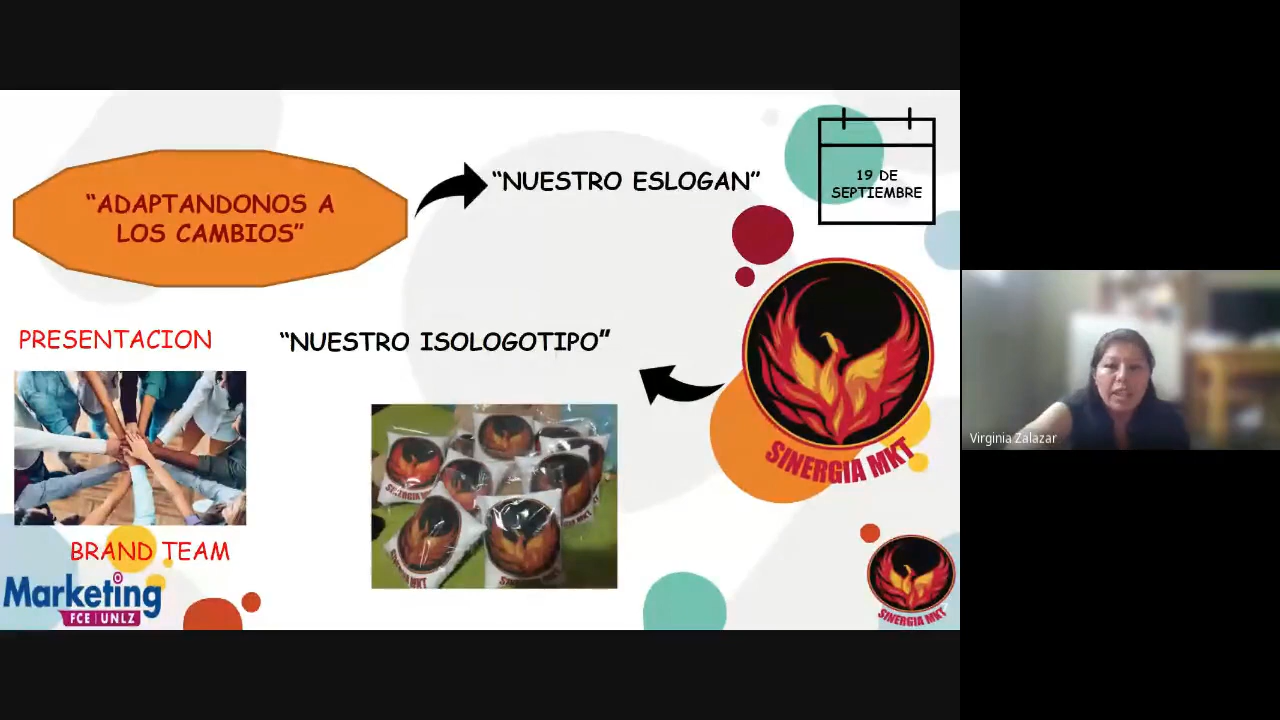 “ADAPTANDONOS A
LOS CAMBIOS”
“NUESTRO ESLOGAN”
19 DE
SEPTIEMBRE
PRESENTACION
“NUESTRO ISOLOGOTIPO”
SINERGIA MKT
BRAND TEAM
Marketing
FCE | UNLZ
SINERGIA MKT
Virginia Zalazar